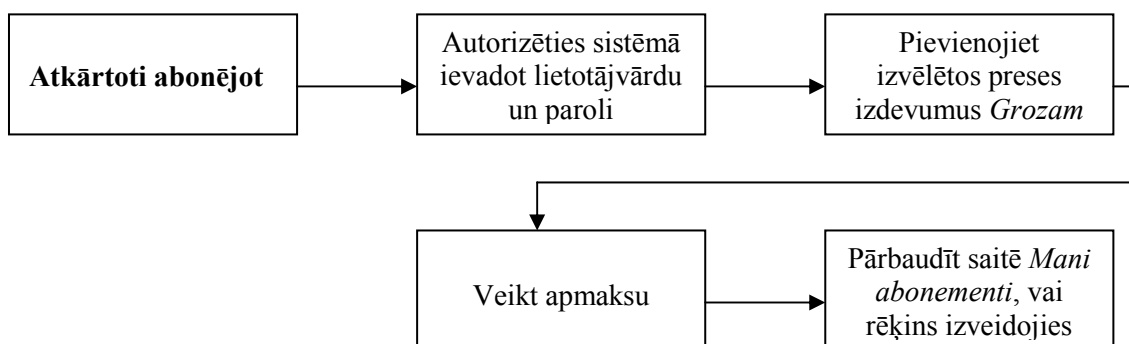 Atkārtoti abonējot
Autorizēties sistēmā
ievadot lietotājvārdu
un paroli
Pievienojiet
izvēlētos preses
izdevumus Grozam
Veikt apmaksu
Pārbaudīt saitē Mani
abonementi, vai
rēķins izveidojies